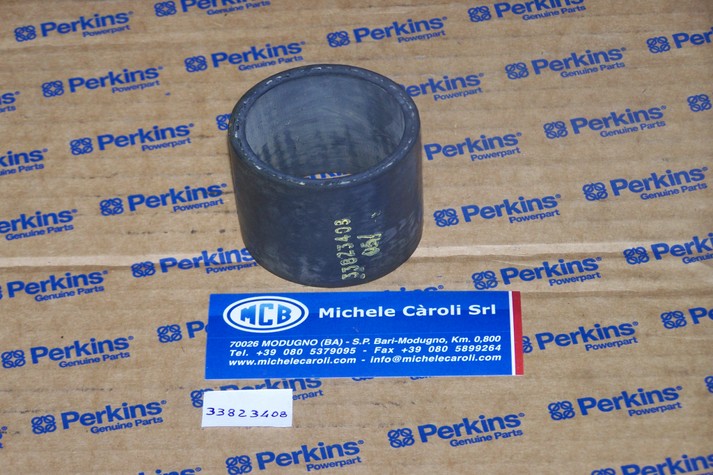 Perkins
Genuine Parts
Perkins
Powerpart
33823408
MCB
Michele Càroli Srl
70026 MODUGNO (BA) - S.P. Bari-Modugno, Km. 0,800
Tel. +39 080 5379095 - Fax +39 080 5899264
www.michelecaroli.com - info@michelecaroli.com
33823408